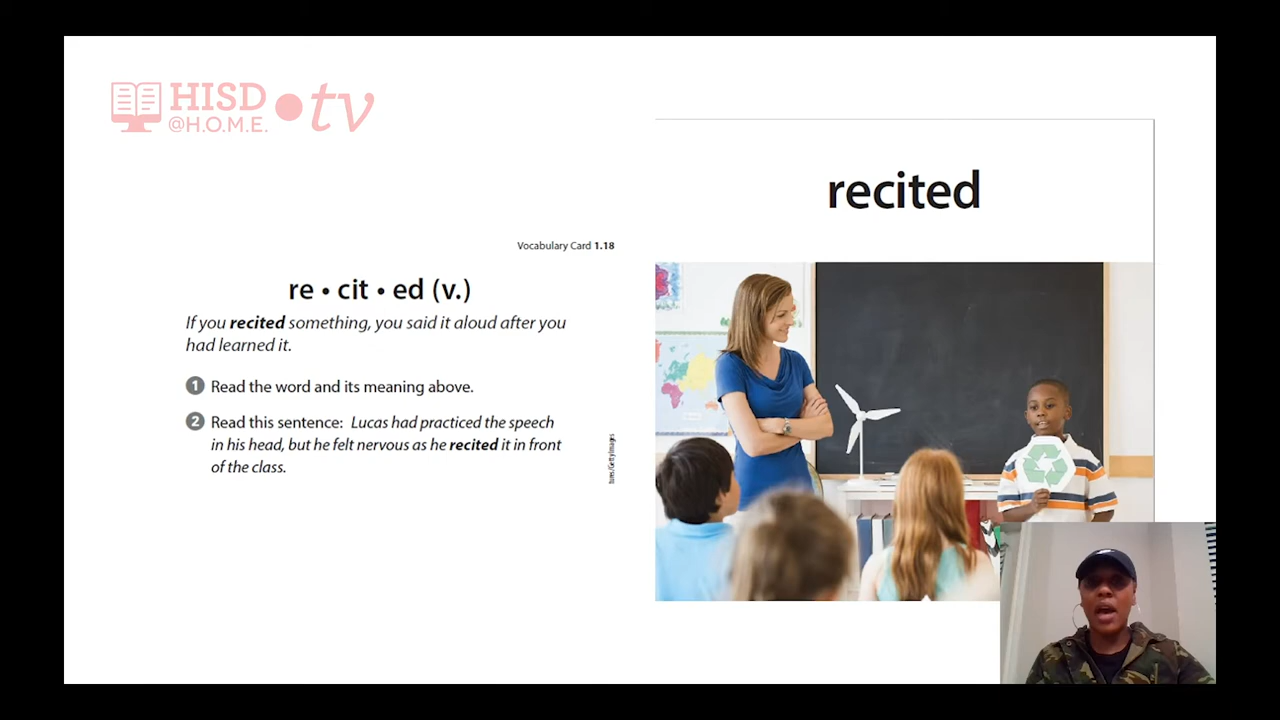 HISD
@H.O.M.E.
tv
recited
Vocabulary Card 1.18
re • cit • ed (v.)
If you recited something, you said it aloud after you
had learned it.
1 Read the word and its meaning above.
2 Read this sentence: Lucas had practiced the speech
in his head, but he felt nervous as he recited it in front
of the class.